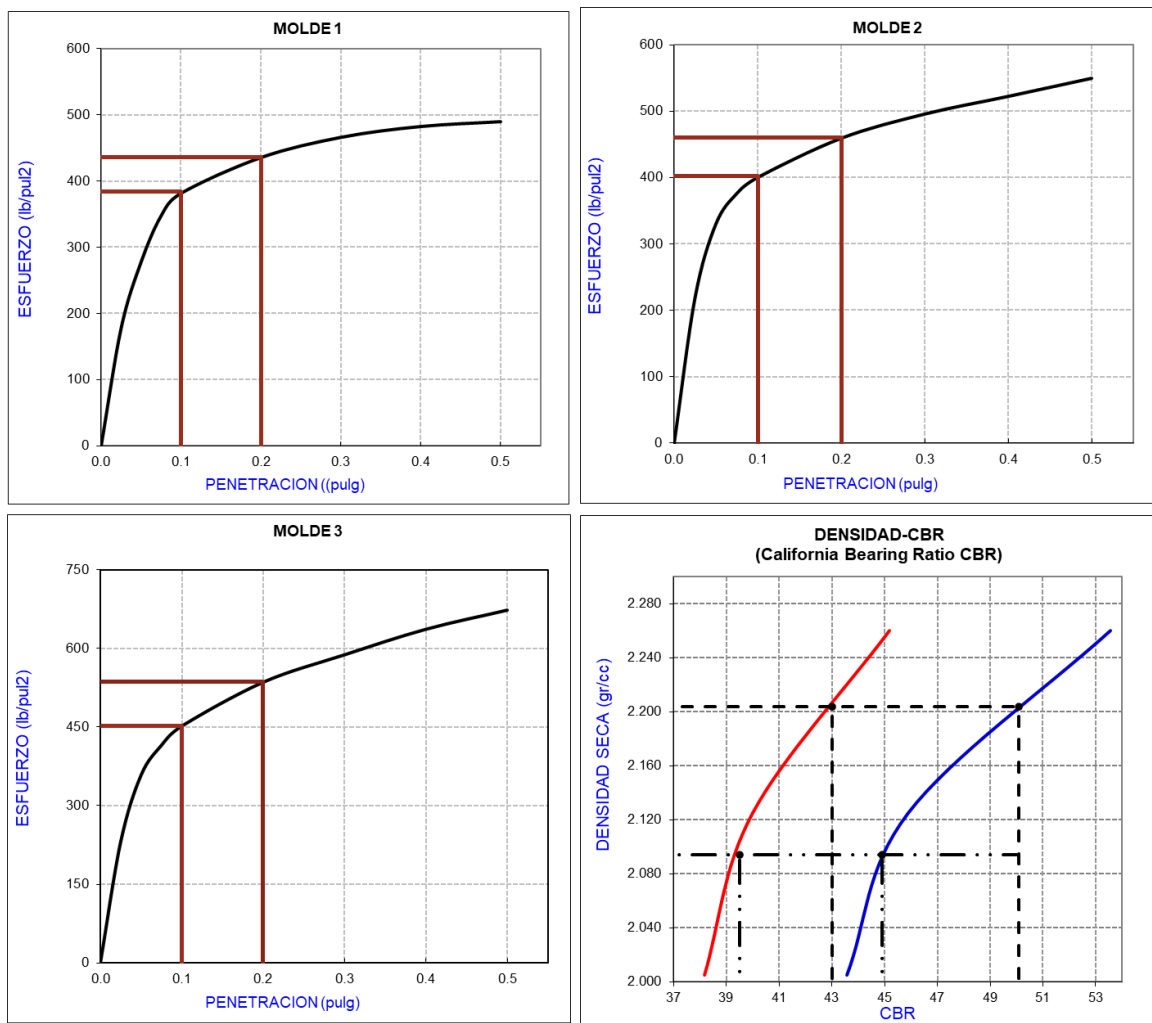 MOLDE 1
600
500
400
300
200
100
0
0.0 0.1 0.2 0.3 0.4 0.5
ESFUERZO (lb/pul2)
PENETRACION ((pulg)
MOLDE 2
600
500
400
300
200
100
0
0.0 0.1 0.2 0.3 0.4 0.5
ESFUERZO (lb/pul2)
PENETRACION (pulg)
MOLDE 3
750
600
450
300
150
0
0.0 0.1 0.2 0.3 0.4 0.5
ESFUERZO (lb/pul2)
PENETRACION (pulg)
DENSIDAD-CBR
(California Bearing Ratio CBR)
2.280
2.240
2.200
2.160
2.120
2.080
2.040
2.000
37 39 41 43 45 47 49 51 53
DENSIDAD SECA (gr/cc)
CBR